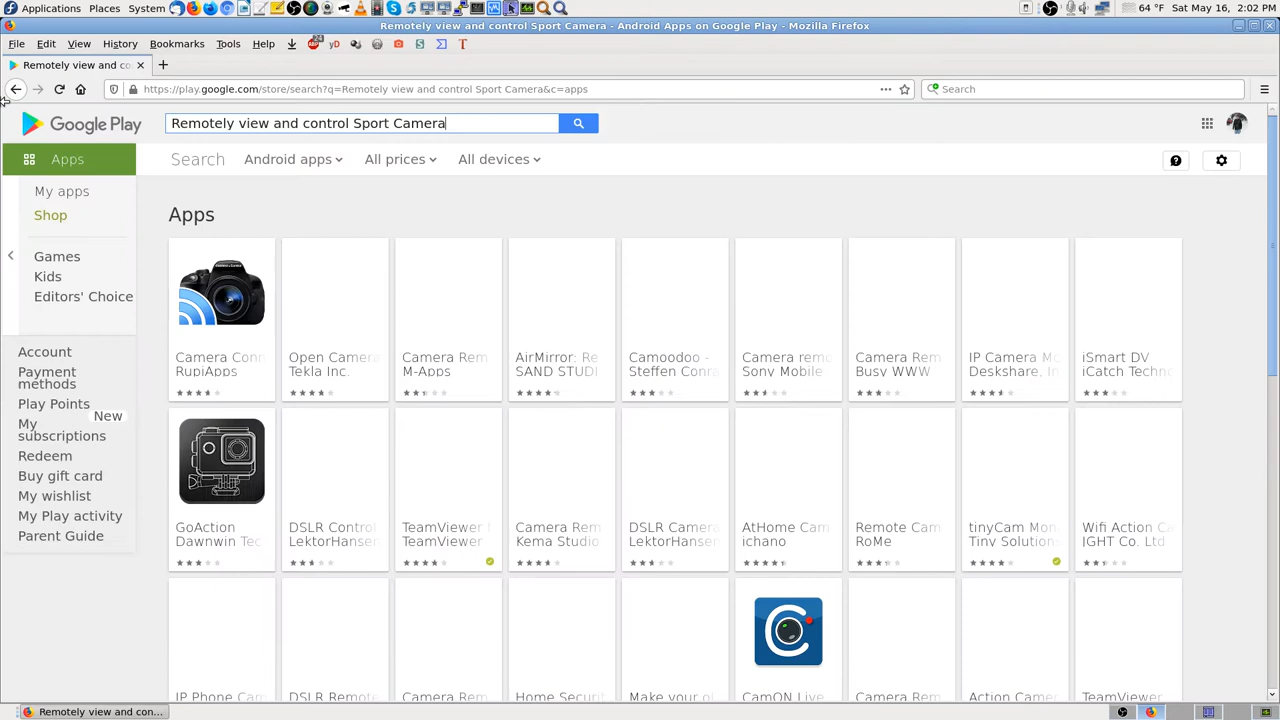 Applications Places System 64 °F Sat May 16, 2:02 PM
Remotely view and control Sport Camera - Android Apps on Google Play - Mozilla Firefox
File Edit View History Bookmarks Tools Help
Remotely view and co
https://play.google.com/store/search?q=Remotely view and control Sport Camera&c=apps Search
Google Play Remotely view and control Sport Camera
Apps Search Android apps All prices All devices
My apps
Shop
Games
Kids
Editors' Choice
Account
Payment methods
Play Points
New
My subscriptions
Redeem
Buy gift card
My wishlist
My Play activity
Parent Guide
Apps
Camera Con Open Camera Camera Rem AirMirror: Re Camoodoo - Camera remo Camera Rem IP Camera Mo iSmart DV
RupiApps Tekla Inc. M-Apps SAND STUDI Steffen Conra Sony Mobile Busy WWW Deskshare, In iCatch Techno
GoAction DSLR Control TeamViewer Camera Rem DSLR Camera AtHome Cam Remote Cam tinyCam Mon Wifi Action Ca
Dawnwin Tec LektorHansen TeamViewer Kema Studio LektorHansen ichano RoMe Tiny Solutions IGHT Co. Ltd
IP Phone Cam DSLR Remote Camera Rem Home Securi Make your ol CamON Live Camera Rem Action Camer TeamViewer
Remotely view and con...